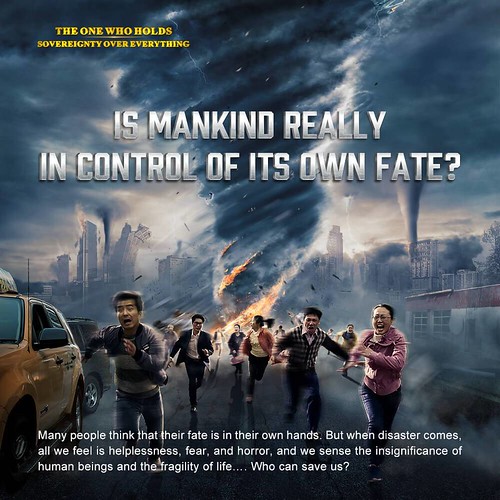 THE ONE WHO HOLDS
SOVEREIGNTY OVER EVERYTHING
IS MANKIND REALLY
IN CONTROL OF ITS OWN FATE?
Many people think that their fate is in their own hands. But when disaster comes,
all we feel is helplessness, fear, and horror, and we sense the insignificance of
human beings and the fragility of life.... Who can save us?